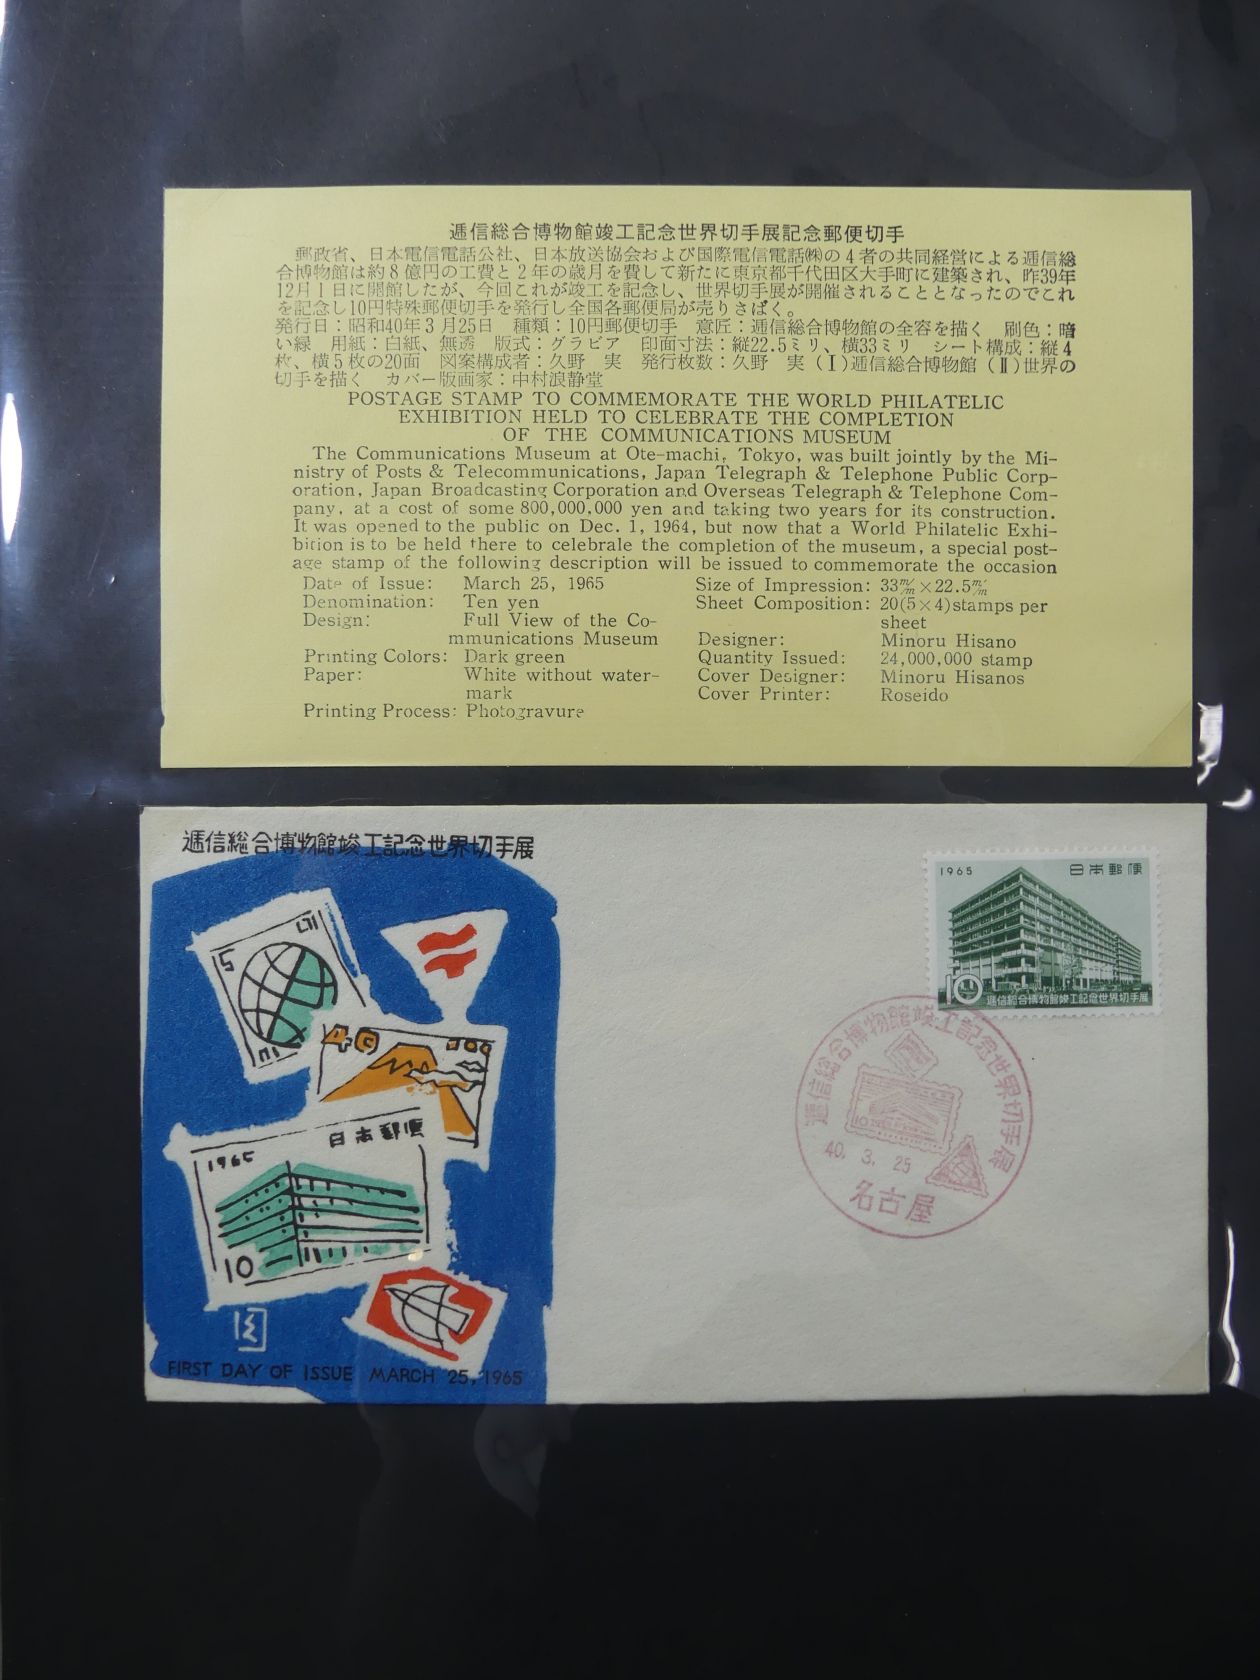 逓信総合博物館竣工記念世界切手展記念郵便切手
郵政省、日本電信電話公社、日本放送協会および国際電信電話㈱の4者の共同経営による逓信総
合博物館は約8億円の工費と2年の歳月を費して新たに東京都千代田区大手町に建築され、昨39年
12月1日に開館したが、今回これが竣工を記念し、世界切手展が開催されることとなったのでこれ
を記念し10円特殊郵便切手を発行し全国各郵便局が売りさばく。
発行日：昭和40年3月25日 種類：10円郵便切手 意匠：逓信総合博物館の全容を描く 刷色：暗
い緑 用紙：白紙、無透 版式：グラビア 印面寸法：縦22.5ミリ、横33ミリ シート構成：縦4
枚、横5枚の20面 図案構成者：久野 実 発行枚数：久野 実 (Ⅰ)逓信総合博物館 (Ⅱ)世界の
切手を描く カバー版画家：中村浪静堂
POSTAGE STAMP TO COMMEMORATE THE WORLD PHILATELIC
EXHIBITION HELD TO CELEBRATE THE COMPLETION
OF THE COMMUNICATIONS MUSEUM
The Communications Museum at Ote-machi, Tokyo, was built jointly by the Mi-
nistry of Posts & Telecommunications, Japan Telegraph & Telephone Public Corp-
oration, Japan Broadcasting Corporation and Overseas Telegraph & Telephone Com-
pany, at a cost of some 800,000,000 yen and taking two years for its construction.
It was opened to the public on Dec. 1, 1964, but now that a World Philatelic Exhi-
bition is to be held there to celebrale the completion of the museum, a special post-
age stamp of the following description will be issued to commemorate the occasion
Date of Issue: March 25, 1965
Denomination: Ten yen
Design: Full View of the Co-
mmunications Museum
Printing Colors: Dark green
Paper: White without water-
mark
Printing Process: Photogravure
Size of Impression: 33m/m×22.5m/m
Sheet Composition: 20(5×4)stamps per
sheet
Designer: Minoru Hisano
Quantity Issued: 24,000,000 stamp
Cover Designer: Minoru Hisanos
Cover Printer: Roseido
逓信総合博物館竣工記念世界切手展
5
40
日本郵便
1965
10
FIRST DAY OF ISSUE MARCH 25, 1965
1965 日本郵便
10 逓信総合博物館竣工記念世界切手展
逓信総合博物館竣工記念世界切手展
10
40. 3. 25
名古屋